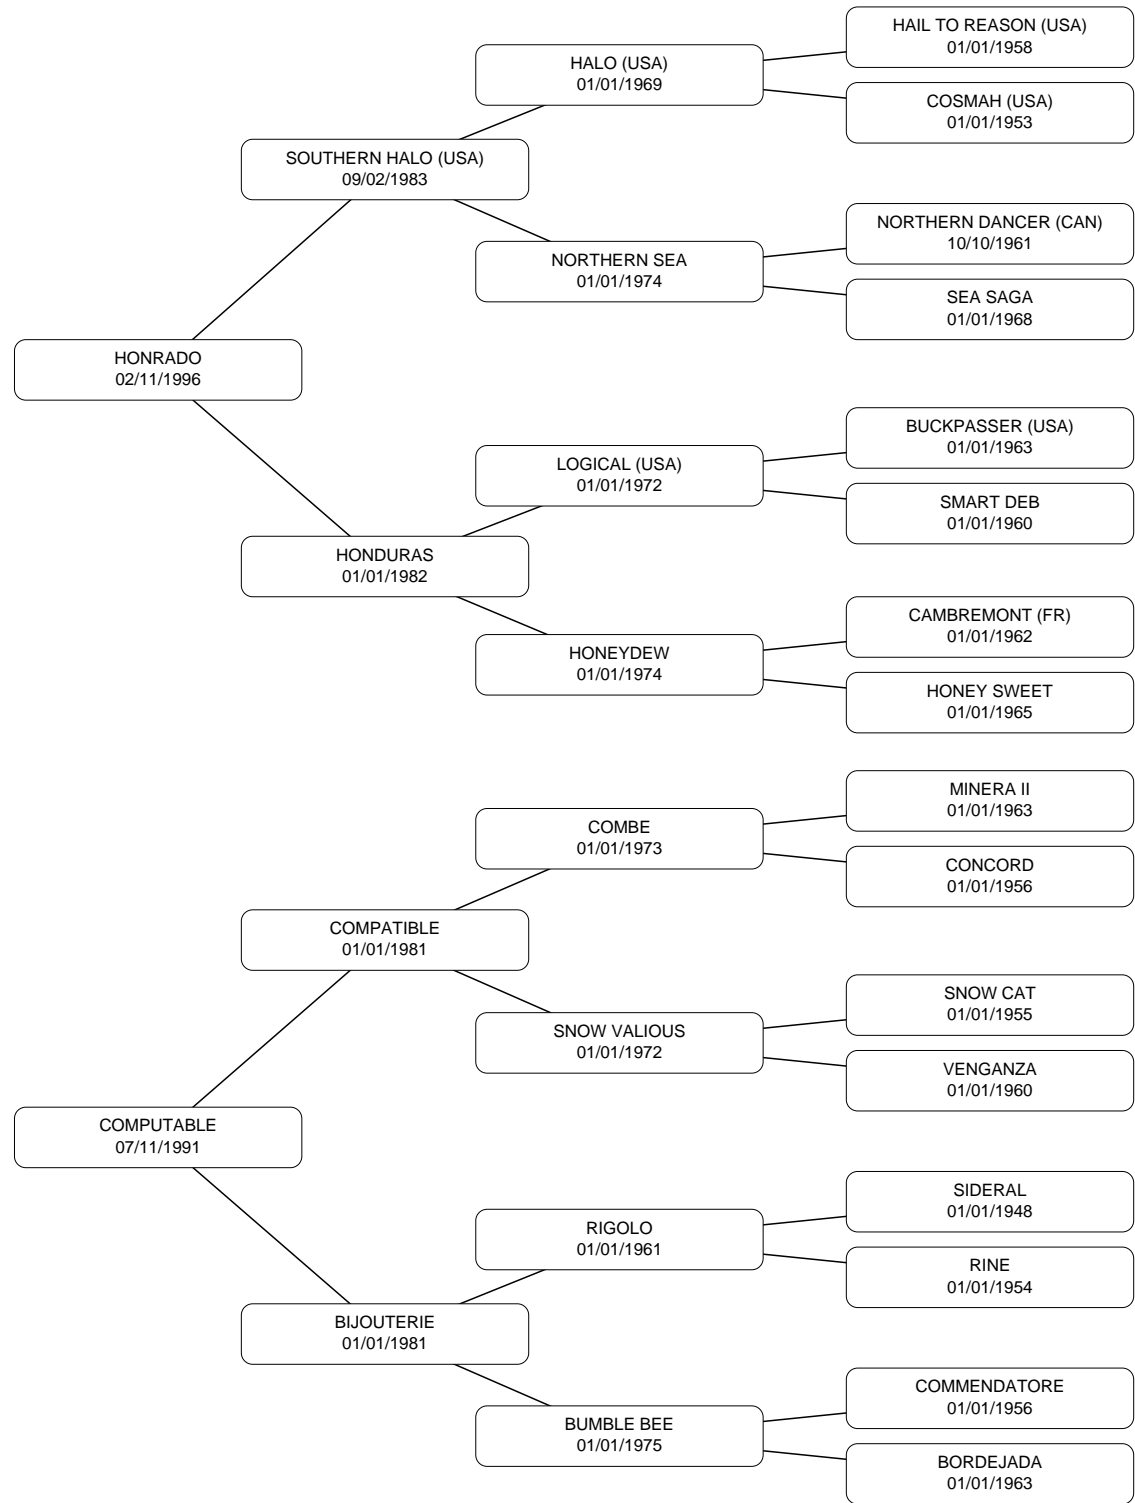 HAIL TO REASON (USA)
01/01/1958
HALO (USA)
01/01/1969
COSMAH (USA)
01/01/1953
SOUTHERN HALO (USA)
09/02/1983
NORTHERN DANCER (CAN)
10/10/1961
NORTHERN SEA
01/01/1974
SEA SAGA
01/01/1968
HONRADO
02/11/1996
BUCKPASSER (USA)
01/01/1963
LOGICAL (USA)
01/01/1972
SMART DEB
01/01/1960
HONDURAS
01/01/1982
CAMBREMONT (FR)
01/01/1962
HONEYDEW
01/01/1974
HONEY SWEET
01/01/1965
MINERA II
01/01/1963
COMBE
01/01/1973
CONCORD
01/01/1956
COMPATIBLE
01/01/1981
SNOW CAT
01/01/1955
SNOW VALIOUS
01/01/1972
VENGANZA
01/01/1960
COMPUTABLE
07/11/1991
SIDERAL
01/01/1948
RIGOLO
01/01/1961
RINE
01/01/1954
BIJOUTERIE
01/01/1981
COMMENDATORE
01/01/1956
BUMBLE BEE
01/01/1975
BORDEJADA
01/01/1963